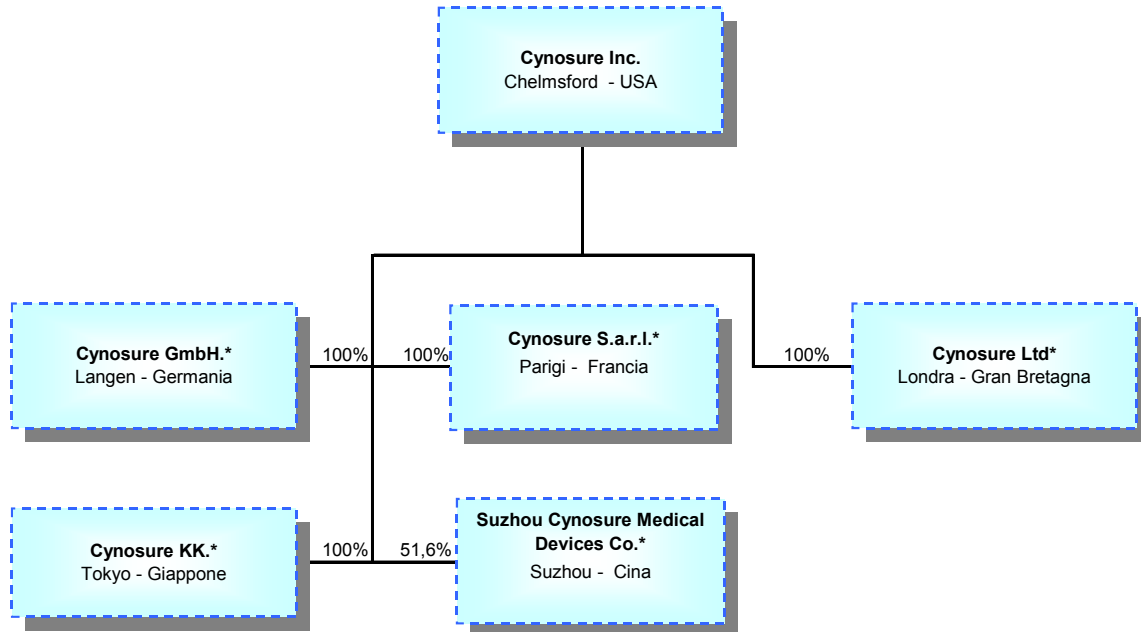 Cynosure Inc.
Chelmsford - USA
Cynosure GmbH.*
Langen - Germania
100%
100%
Cynosure S.a.r.l.*
Parigi - Francia
100%
Cynosure Ltd*
Londra - Gran Bretagna
Cynosure KK.*
Tokyo - Giappone
100%
51,6%
Suzhou Cynosure Medical
Devices Co.*
Suzhou - Cina